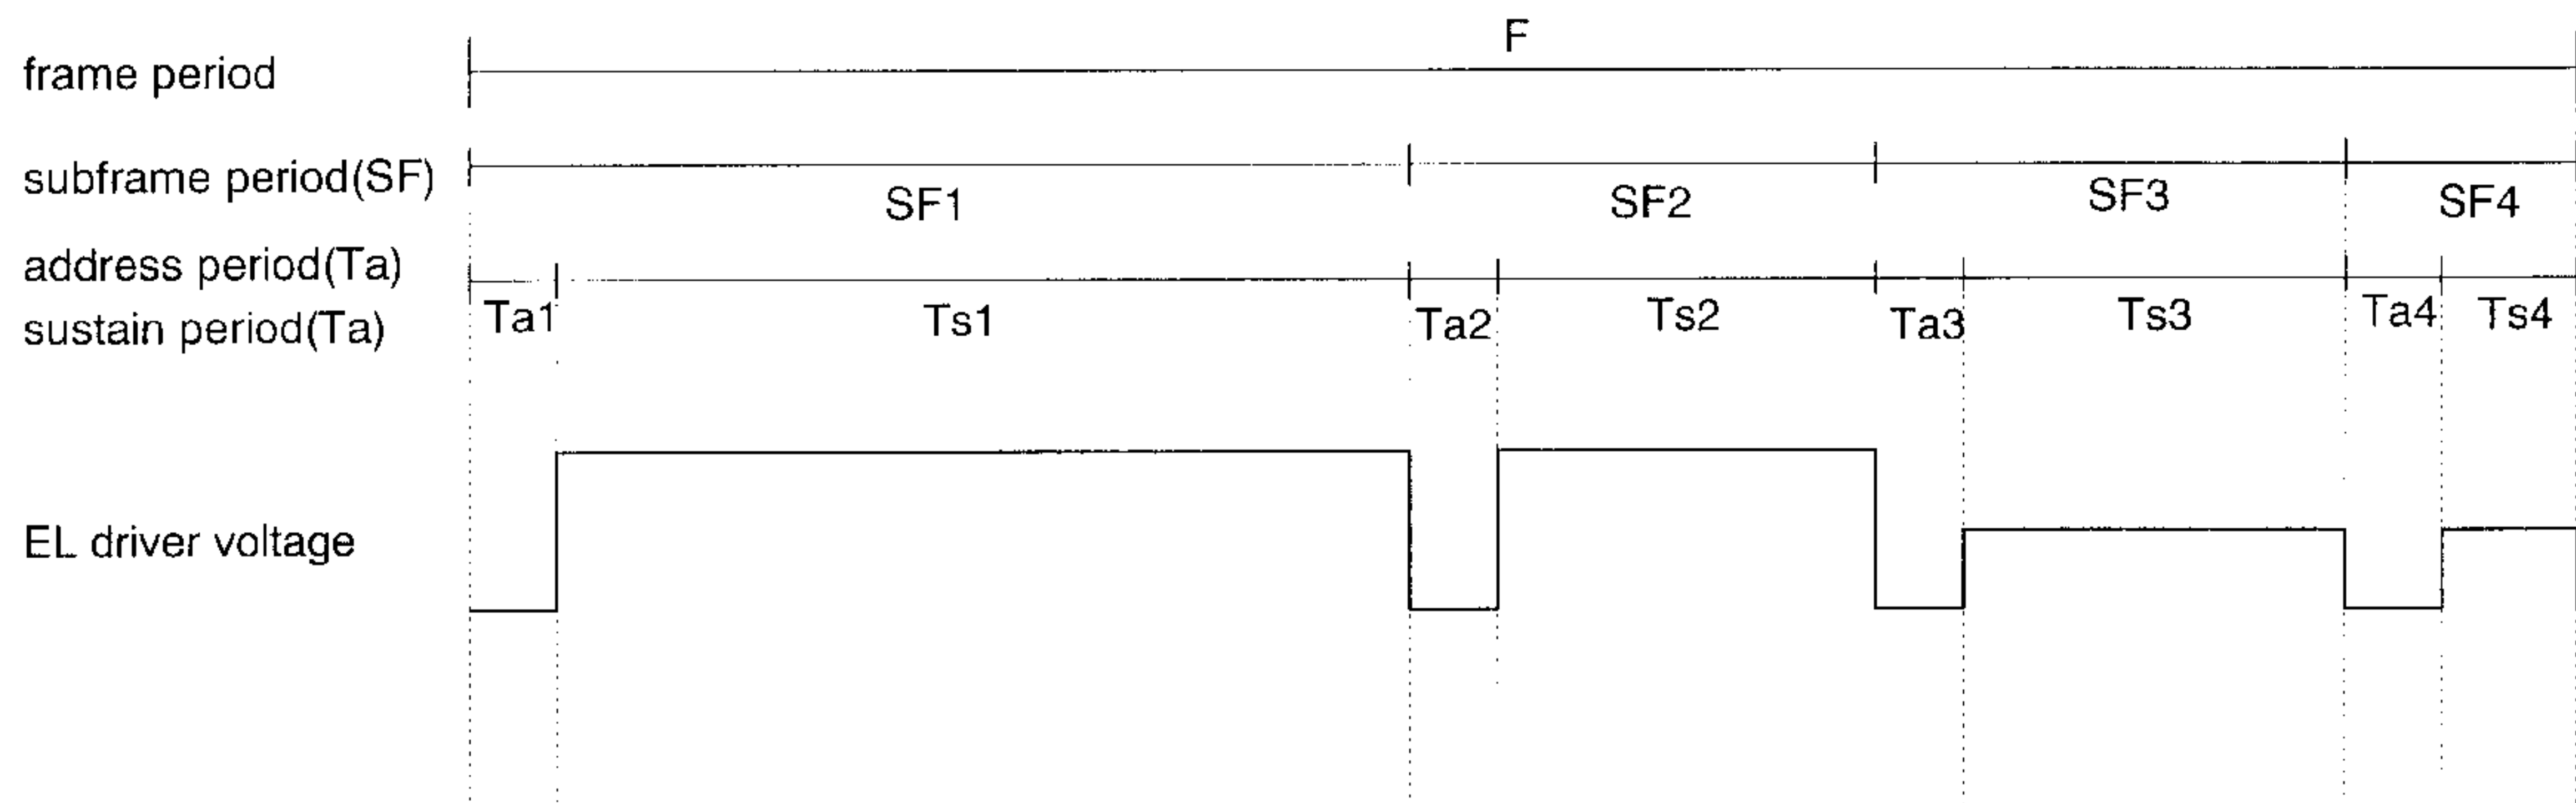 F
frame period
subframe period(SF)
SF1
SF2
SF3
SF4
address period(Ta)
sustain period(Ta)
Ta1
Ts1
Ta2
Ts2
Ta3
Ts3
Ta4
Ts4
EL driver voltage